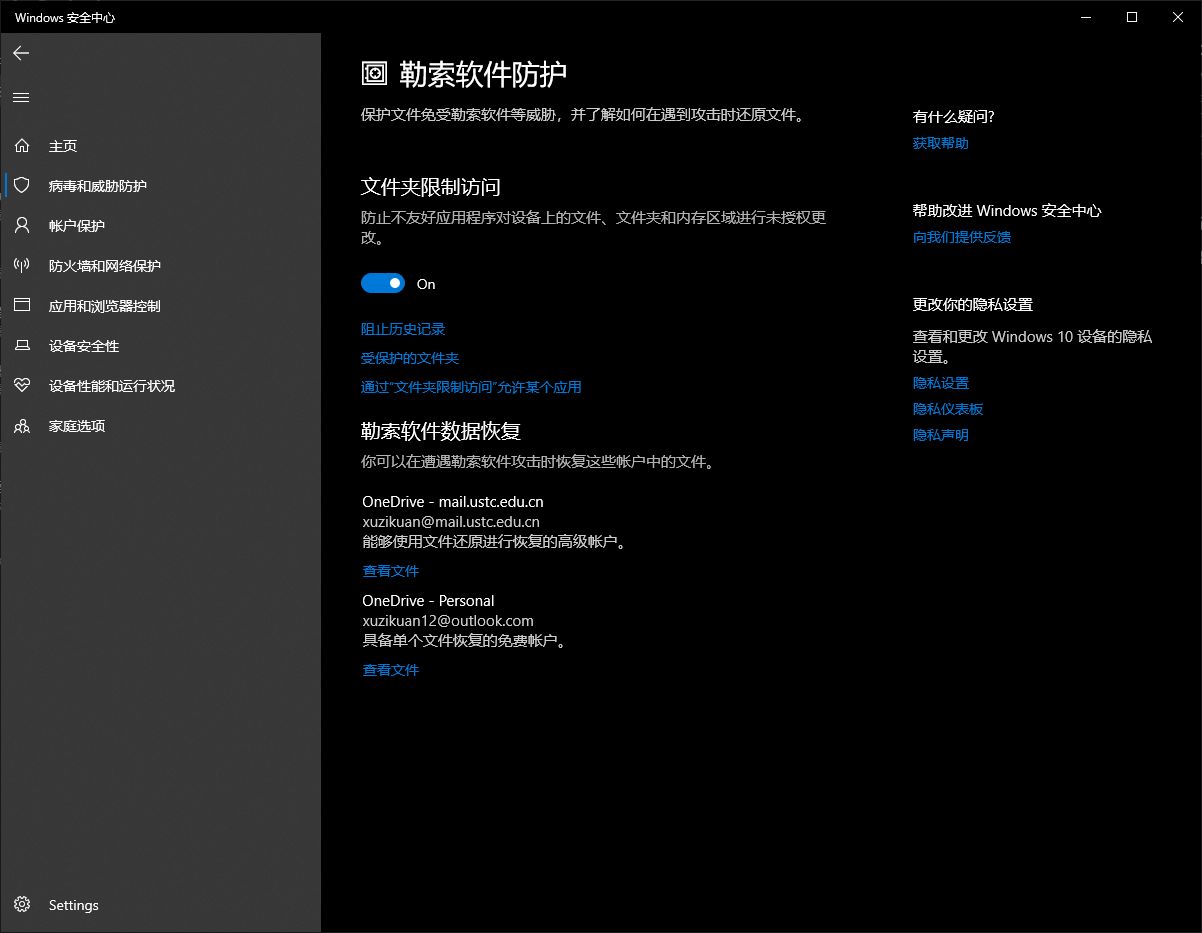 Windows 安全中心
主页
病毒和威胁防护
帐户保护
防火墙和网络保护
应用和浏览器控制
设备安全性
设备性能和运行状况
家庭选项
Settings
勒索软件防护
保护文件免受勒索软件等威胁，并了解如何在遇到攻击时还原文件。
文件夹限制访问
防止不友好应用程序对设备上的文件、文件夹和内存区域进行未授权更
改。
On
阻止历史记录
受保护的文件夹
通过"文件夹限制访问"允许某个应用
勒索软件数据恢复
你可以在遭遇勒索软件攻击时恢复这些帐户中的文件。
OneDrive - mail.ustc.edu.cn
xuzikuan@mail.ustc.edu.cn
能够使用文件还原进行恢复的高级帐户。
查看文件
OneDrive - Personal
xuzikuan12@outlook.com
具备单个文件恢复的免费帐户。
查看文件
有什么疑问?
获取帮助
帮助改进 Windows 安全中心
向我们提供反馈
更改你的隐私设置
查看和更改 Windows 10 设备的隐私
设置。
隐私设置
隐私仪表板
隐私声明